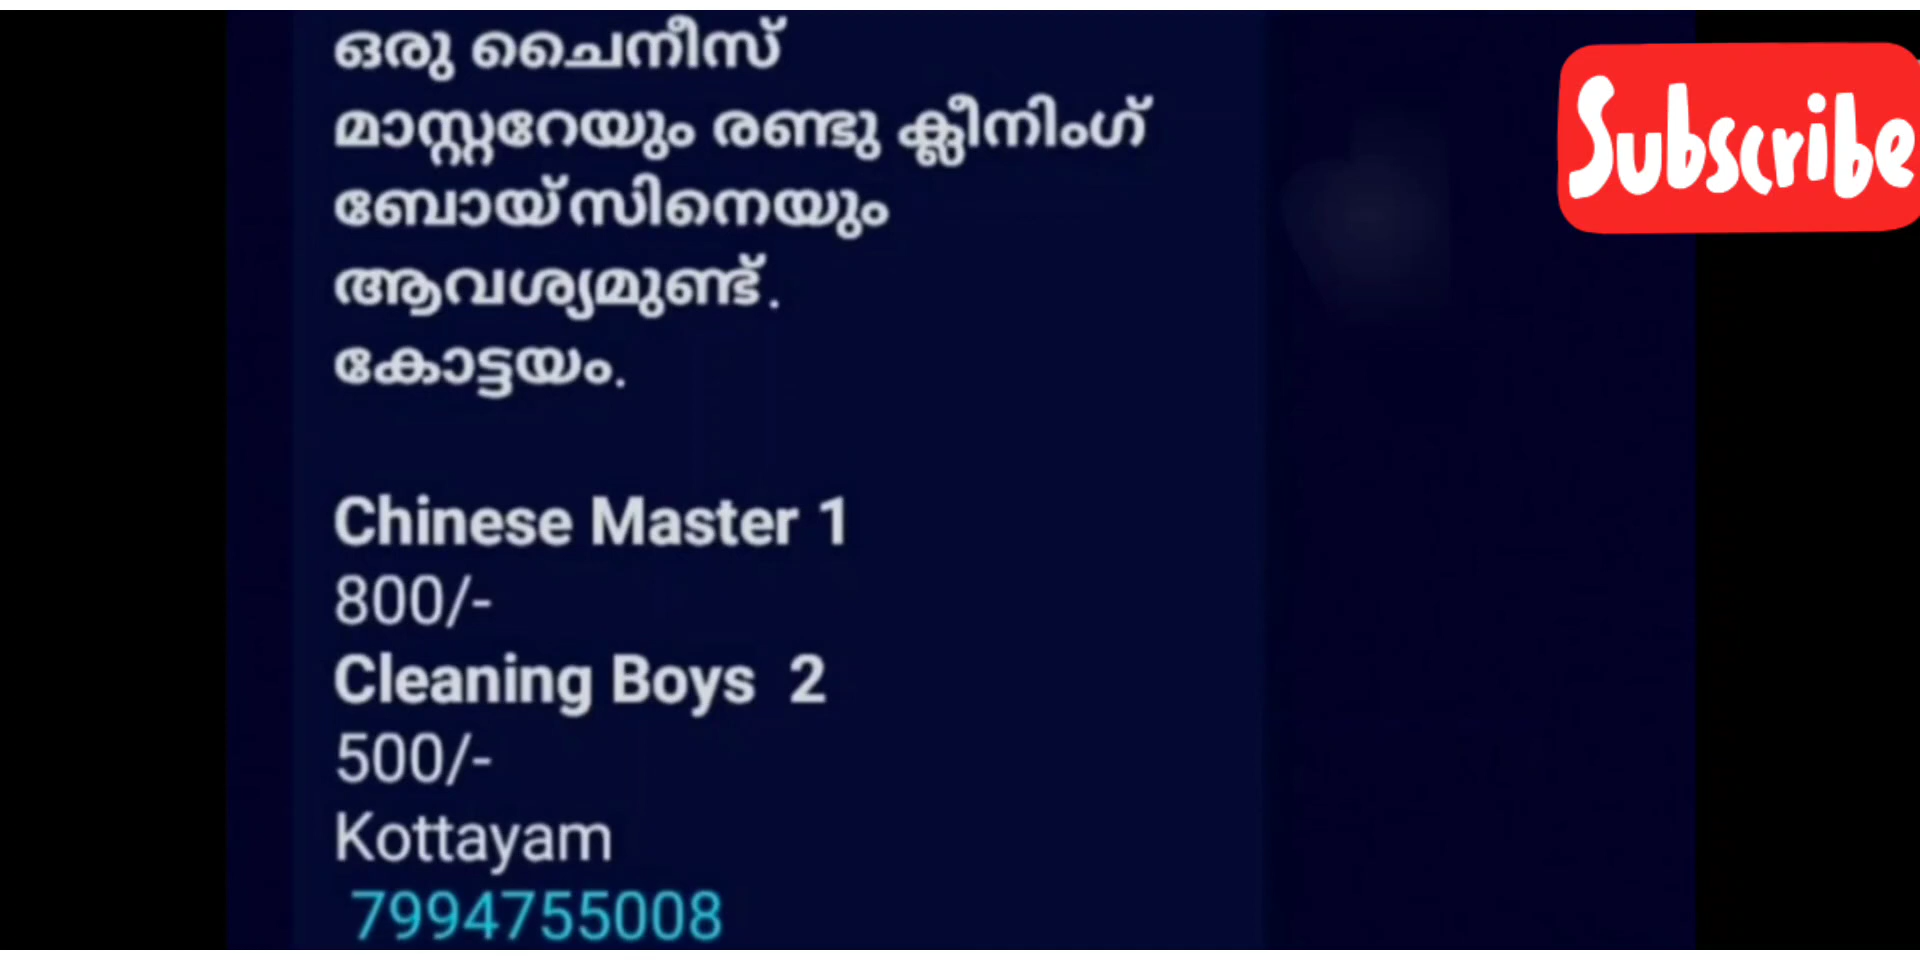 ഒരു ചൈനീസ്
മാസ്റ്ററേയും രണ്ടു ക്ലീനിംഗ്
ബോയ്സിനെയും
ആവശ്യമുണ്ട്.
കോട്ടയം.
Chinese Master 1
800/-
Cleaning Boys 2
500/-
Kottayam
7994755008
Subscribe